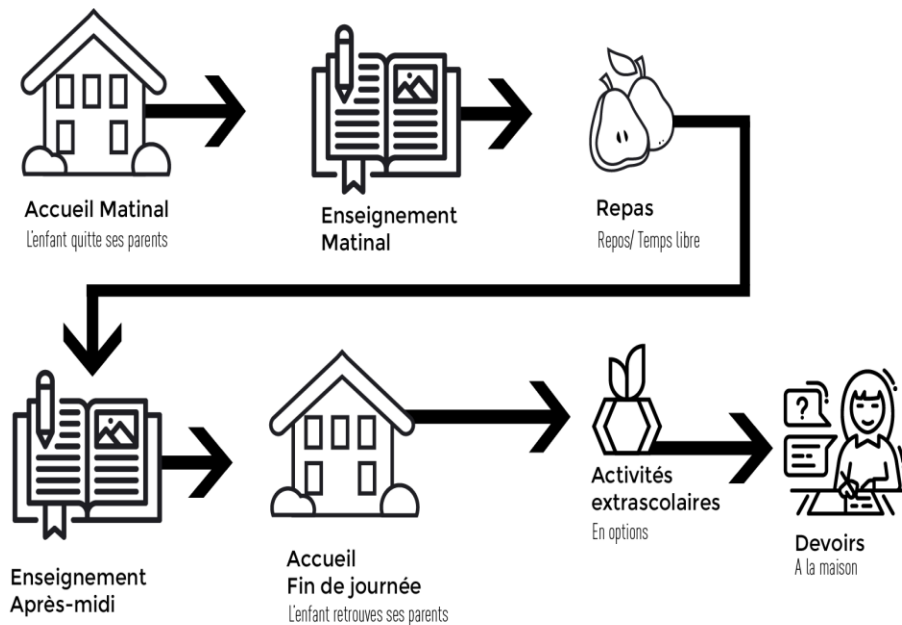 Accueil Matinal
L'enfant quitte ses parents
Enseignement
Matinal
Repas
Repos/ Temps libre
Enseignement
Après-midi
Accueil
Fin de journée
L'enfant retrouves ses parents
Activités
extrascolaires
En options
?
Devoirs
A la maison